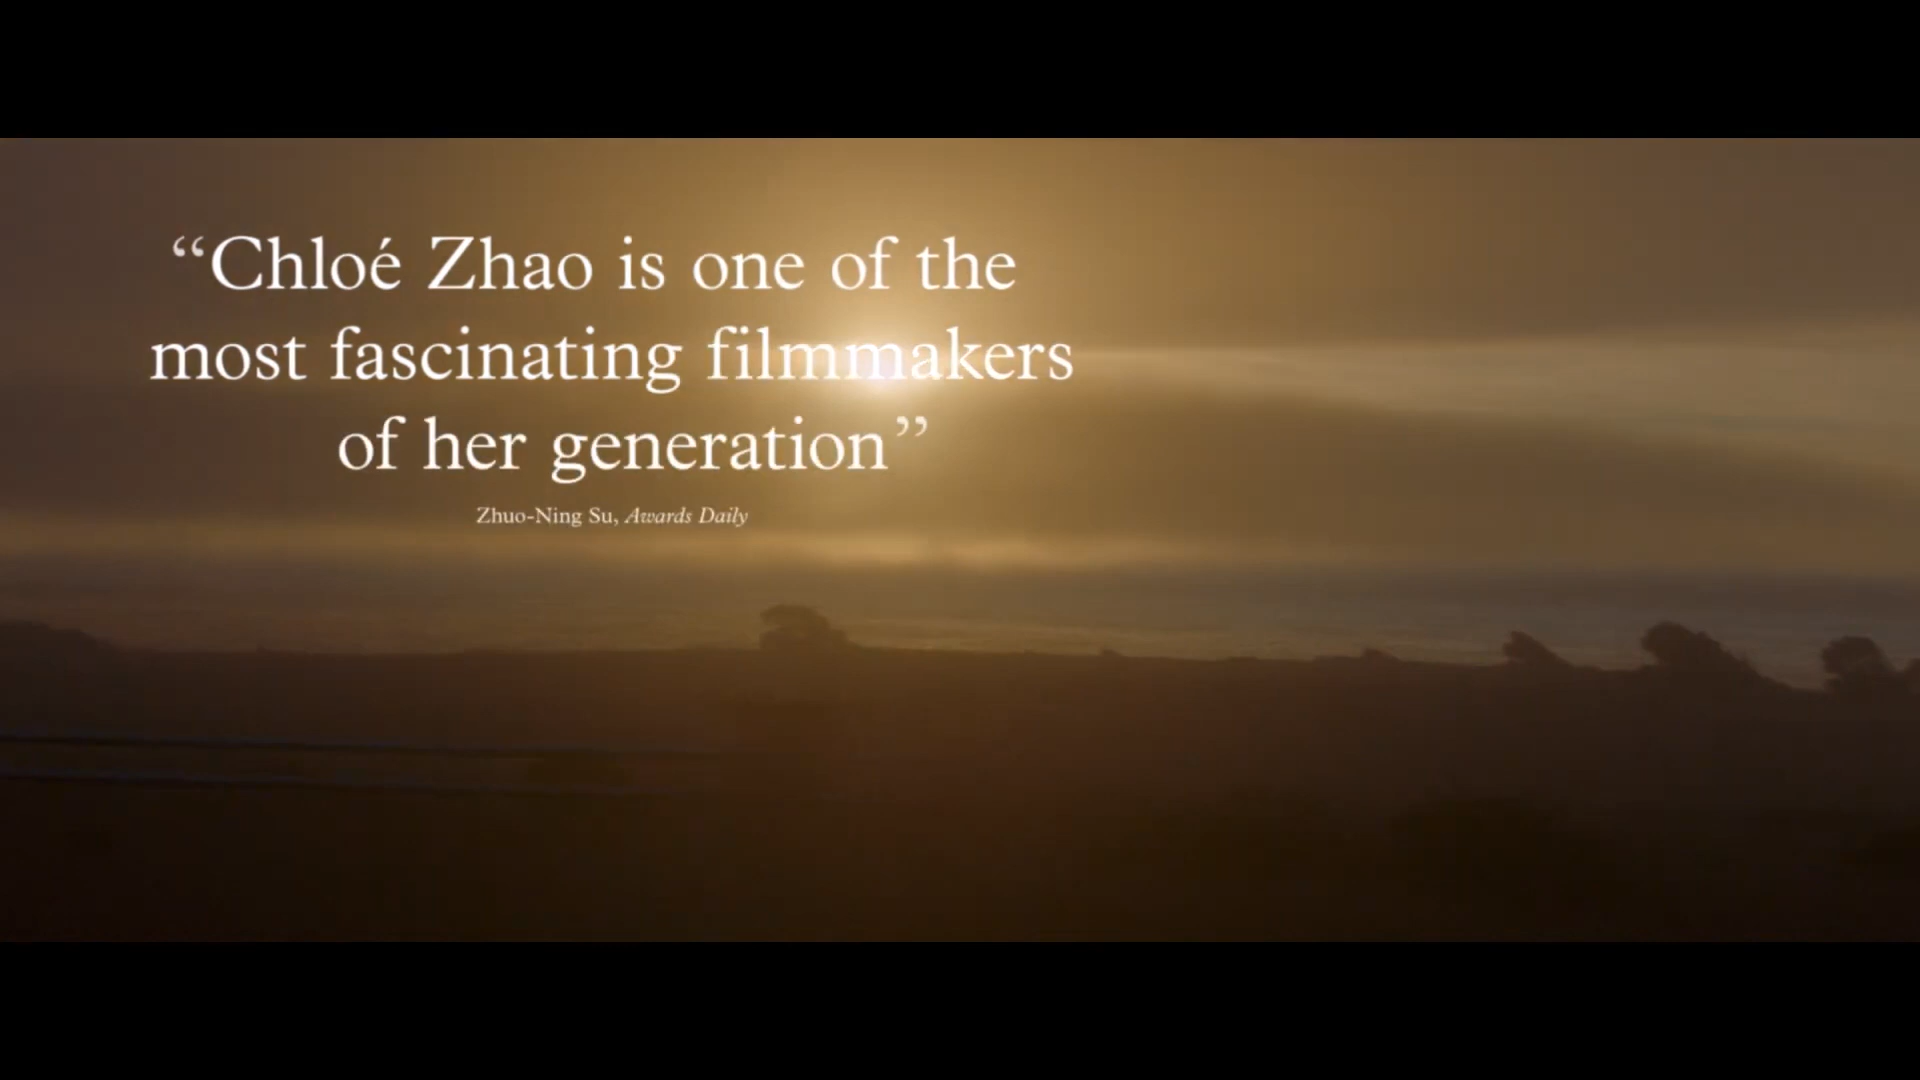 “Chloé Zhao is one of the
most fascinating filmmakers
of her generation”
Zhuo-Ning Su, Awards Daily